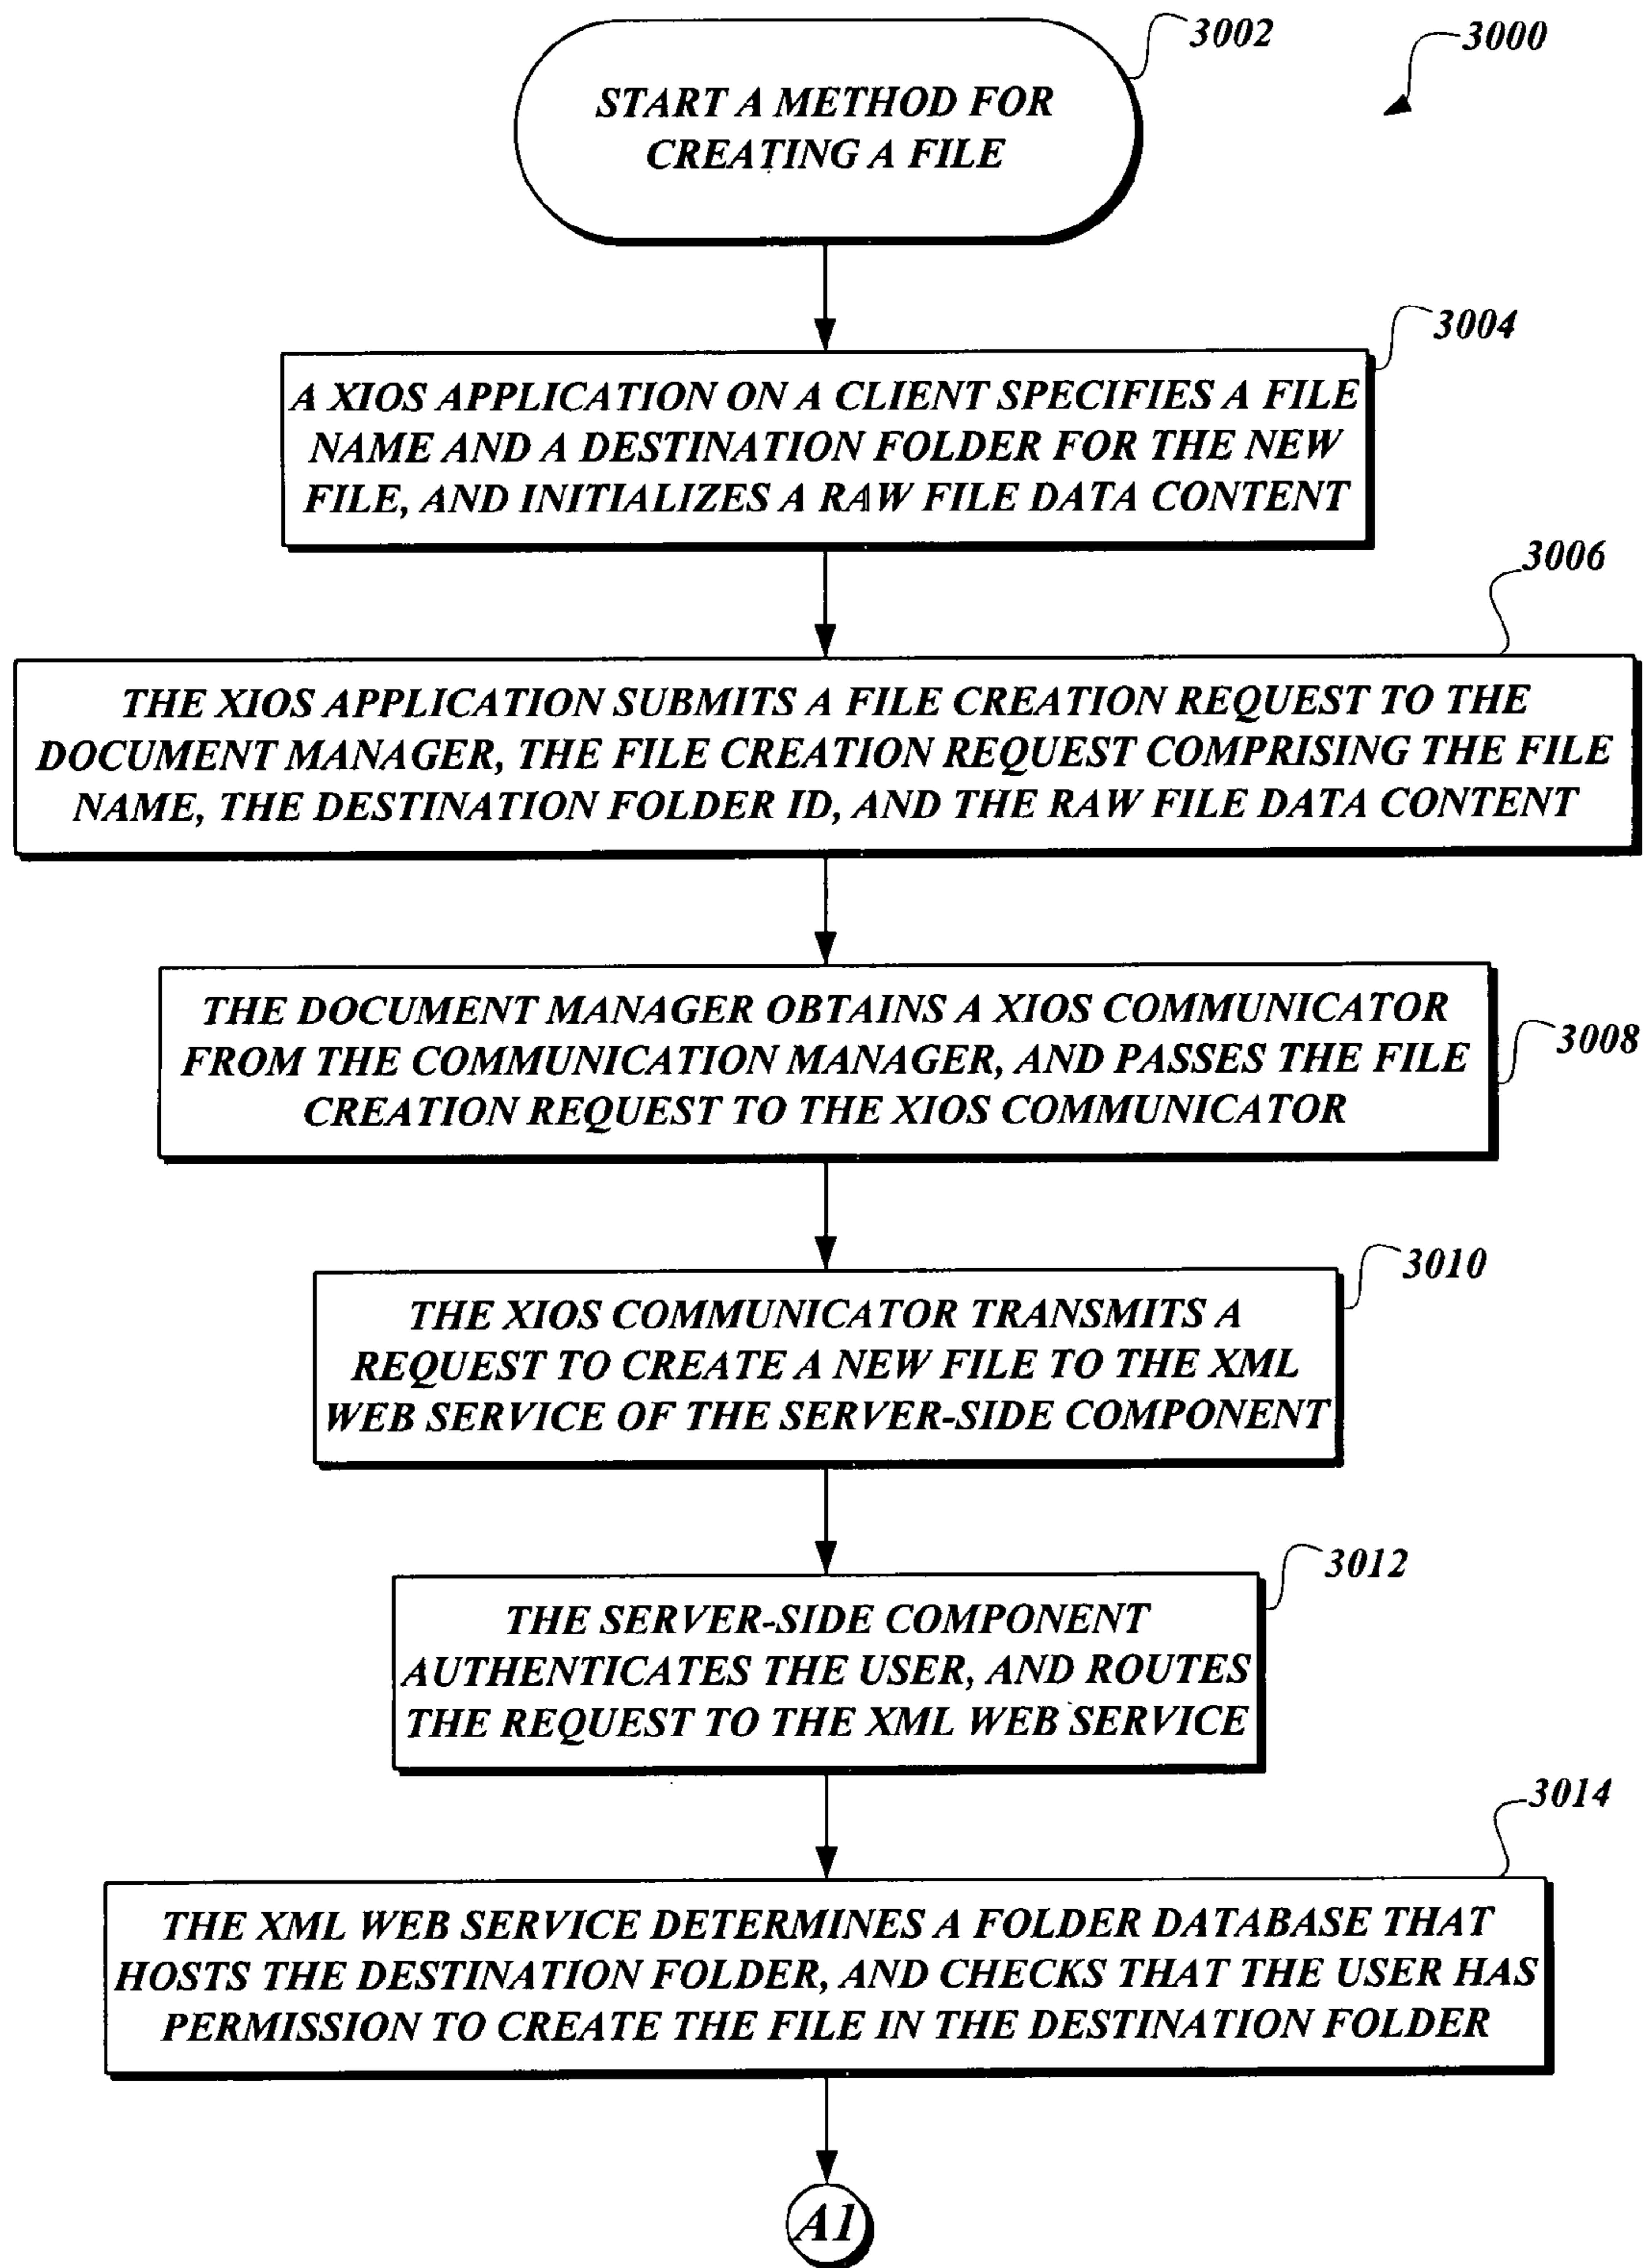 3002
3000
START A METHOD FOR
CREATING A FILE
3004
A XIOS APPLICATION ON A CLIENT SPECIFIES A FILE
NAME AND A DESTINATION FOLDER FOR THE NEW
FILE, AND INITIALIZES A RAW FILE DATA CONTENT
3006
THE XIOS APPLICATION SUBMITS A FILE CREATION REQUEST TO THE
DOCUMENT MANAGER, THE FILE CREATION REQUEST COMPRISING THE FILE
NAME, THE DESTINATION FOLDER ID, AND THE RAW FILE DATA CONTENT
THE DOCUMENT MANAGER OBTAINS A XIOS COMMUNICATOR
FROM THE COMMUNICATION MANAGER, AND PASSES THE FILE
CREATION REQUEST TO THE XIOS COMMUNICATOR
3008
3010
THE XIOS COMMUNICATOR TRANSMITS A
REQUEST TO CREATE A NEW FILE TO THE XML
WEB SERVICE OF THE SERVER-SIDE COMPONENT
3012
THE SERVER-SIDE COMPONENT
AUTHENTICATES THE USER, AND ROUTES
THE REQUEST TO THE XML WEB SERVICE
3014
THE XML WEB SERVICE DETERMINES A FOLDER DATABASE THAT
HOSTS THE DESTINATION FOLDER, AND CHECKS THAT THE USER HAS
PERMISSION TO CREATE THE FILE IN THE DESTINATION FOLDER
A1